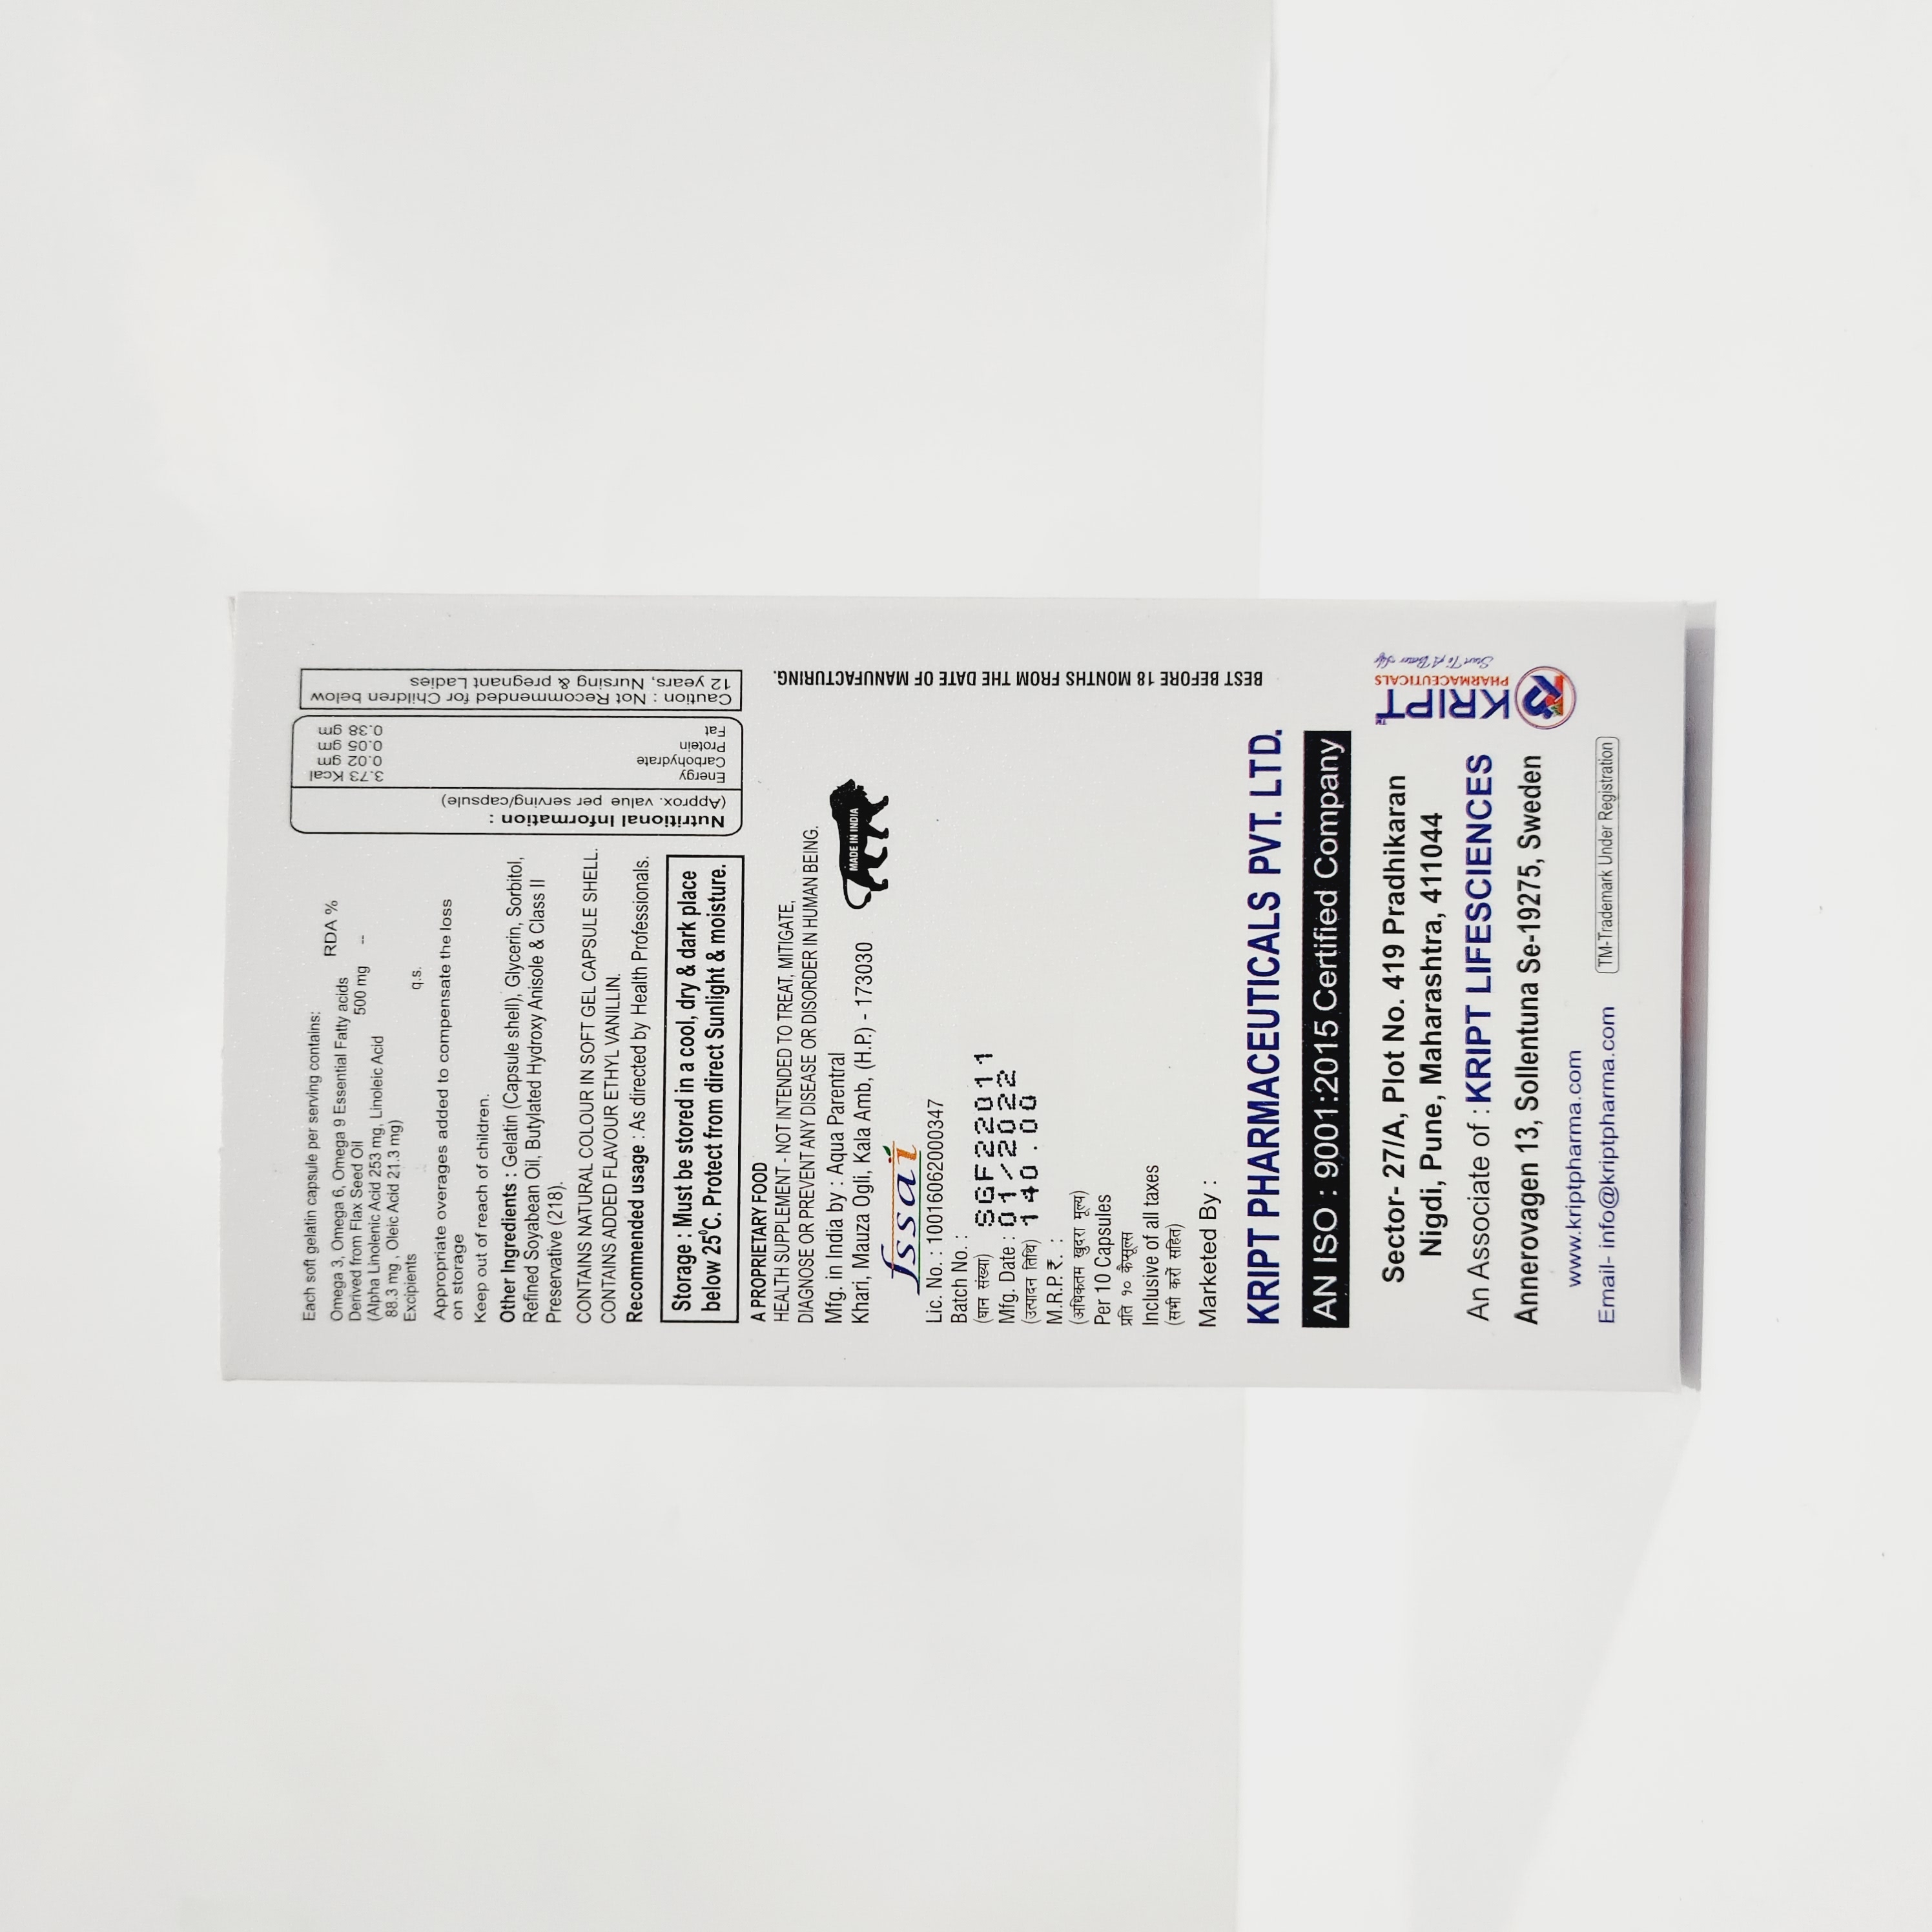 Each soft gelatin capsule per serving contains:
RDA %
Omega 3, Omega 6, Omega 9 Essential Fatty acids
Derived from Flax Seed Oil 500 mg --
(Alpha Linolenic Acid 253 mg, Linoleic Acid
88.3 mg , Oleic Acid 21.3 mg)
Excipients q.s.
Appropriate overages added to compensate the loss
on storage
Keep out of reach of children.
Other Ingredients : Gelatin (Capsule shell), Glycerin, Sorbitol,
Refined Soyabean Oil, Butylated Hydroxy Anisole & Class II
Preservative (218).
CONTAINS NATURAL COLOUR IN SOFT GEL CAPSULE SHELL.
CONTAINS ADDED FLAVOUR ETHYL VANILLIN.
Recommended usage : As directed by Health Professionals.
Storage : Must be stored in a cool, dry & dark place
below 25°C. Protect from direct Sunlight & moisture.
Nutritional Information :
(Approx. value per serving/capsule)
Energy 3.73 Kcal
Carbohydrate 0.02 gm
Protein 0.05 gm
Fat 0.38 gm
Caution : Not Recommended for Children below
12 years, Nursing & pregnant Ladies
A PROPRIETARY FOOD
HEALTH SUPPLEMENT - NOT INTENDED TO TREAT, MITIGATE,
DIAGNOSE OR PREVENT ANY DISEASE OR DISORDER IN HUMAN BEING.
Mfg. in India by : Aqua Parentral
Khari, Mauza Ogli, Kala Amb, (H.P.) - 173030
MADE IN INDIA
fssai
Lic. No. : 10016062000347
Batch No. :
(घान संख्या) SGF22011
Mfg. Date : 01/2022
(उत्पादन तिथि) 140.00
M.R.P. ₹. :
(अधिकतम खुदरा मूल्य)
Per 10 Capsules
प्रति १० कैप्सूल्स
Inclusive of all taxes
(सभी करों सहित)
BEST BEFORE 18 MONTHS FROM THE DATE OF MANUFACTURING.
Marketed By :
KRIPT PHARMACEUTICALS PVT. LTD.
AN ISO : 9001:2015 Certified Company
Sector- 27/A, Plot No. 419 Pradhikaran
Nigdi, Pune, Maharashtra, 411044
An Associate of : KRIPT LIFESCIENCES
Annerovagen 13, Sollentuna Se-19275, Sweden
www.kriptpharma.com
Email- info@kriptpharma.com
TM-Trademark Under Registration
KRIPT™
PHARMACEUTICALS